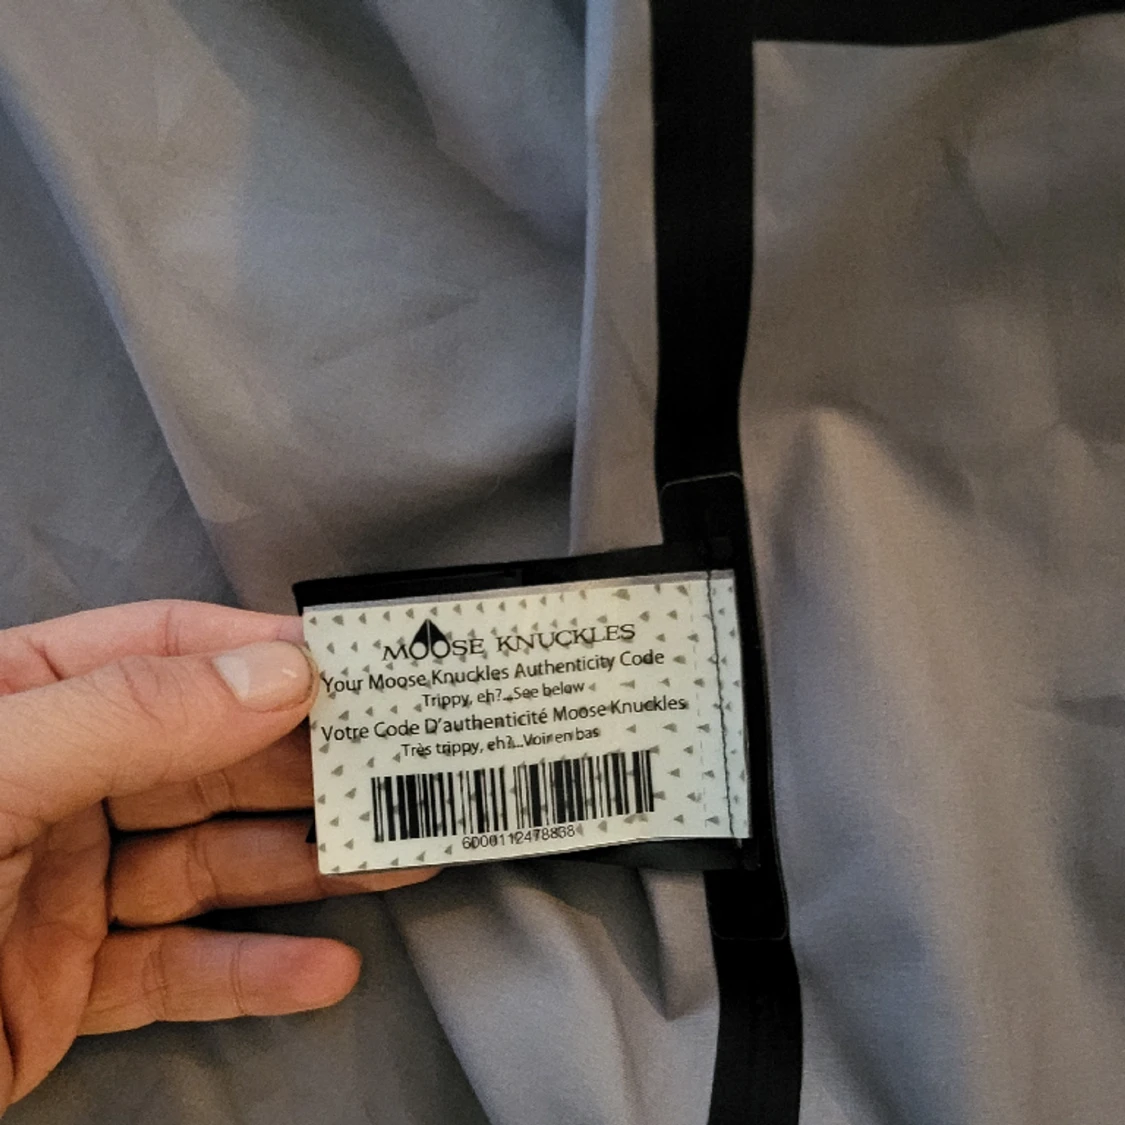 MOOSE KNUCKLES
Your Moose Knuckles Authenticity Code
Trippy, eh?...See below
Votre Code D'authenticité Moose Knuckles
Très trippy, eh?...Voir en bas
6000112478838